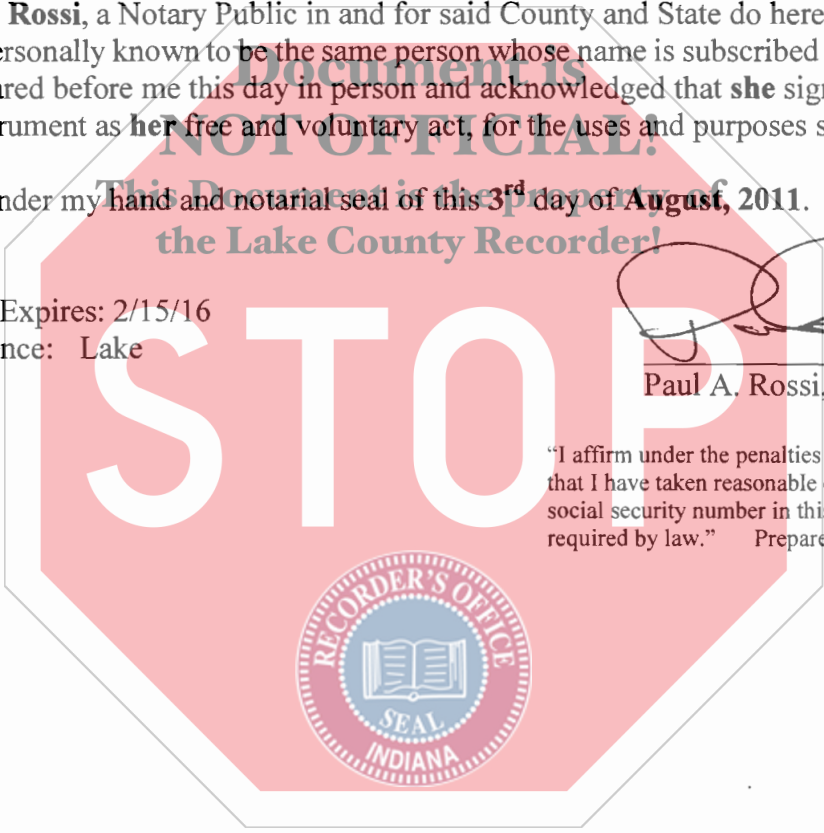 Rossi, a Notary Public in and for said County and State do here
ersonally known to be the same person whose name is subscribed
ared before me this day in person and acknowledged that she sign
rument as her free and voluntary act, for the uses and purposes s
nder my hand and notarial seal of this 3rd day of August, 2011.
Document is
NOT OFFICIAL!
This Document is the property of
the Lake County Recorder!
Expires: 2/15/16
nce: Lake
STOP
Paul A. Rossi,
“I affirm under the penalties
that I have taken reasonable
social security number in this
required by law.” Prepare
RECORDER'S OFFICE
SEAL
INDIANA